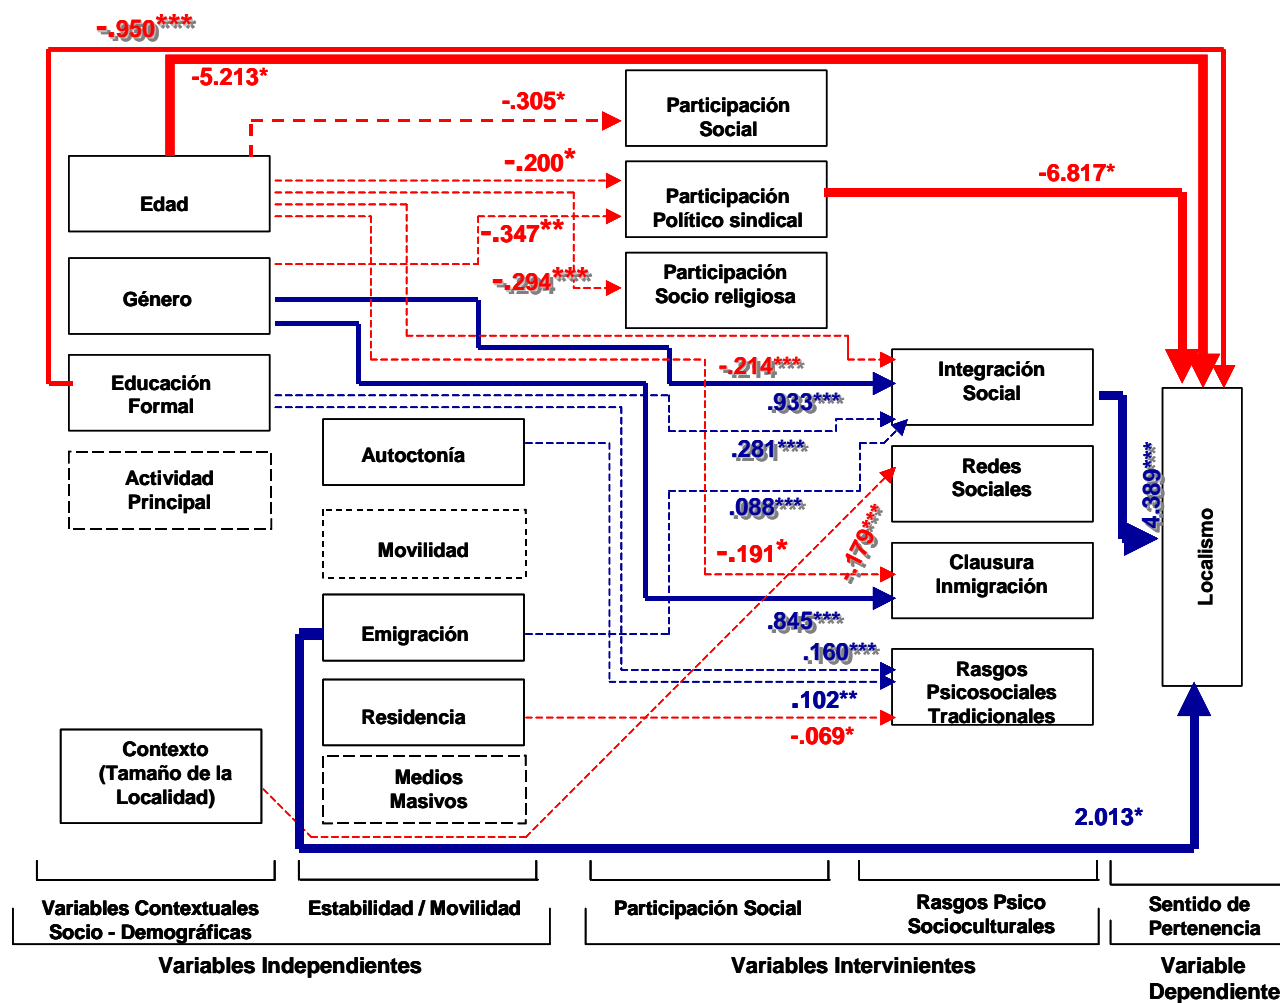 -.950***
-5.213*
-.305*
Participación
Social
-.200*
-6.817*
Edad
Participación
Político sindical
-.347**
Género
-.294***
Participación
Socio religiosa
Educación
Formal
-.214***
Integración
Social
.933***
Autoctonía
.281***
Redes
Sociales
4.389***
Actividad
Principal
.088***
-.179***
Movilidad
-.191*
Clausura
Inmigración
Localismo
Emigración
.845***
.160***
Rasgos
Psicosociales
Tradicionales
Residencia
.102**
-.069*
Contexto
(Tamaño de la
Localidad)
Medios
Masivos
2.013*
Variables Contextuales
Socio - Demográficas
Estabilidad / Movilidad
Participación Social
Rasgos Psico
Socioculturales
Sentido de
Pertenencia
Variables Independientes
Variables Intervinientes
Variable
Dependiente